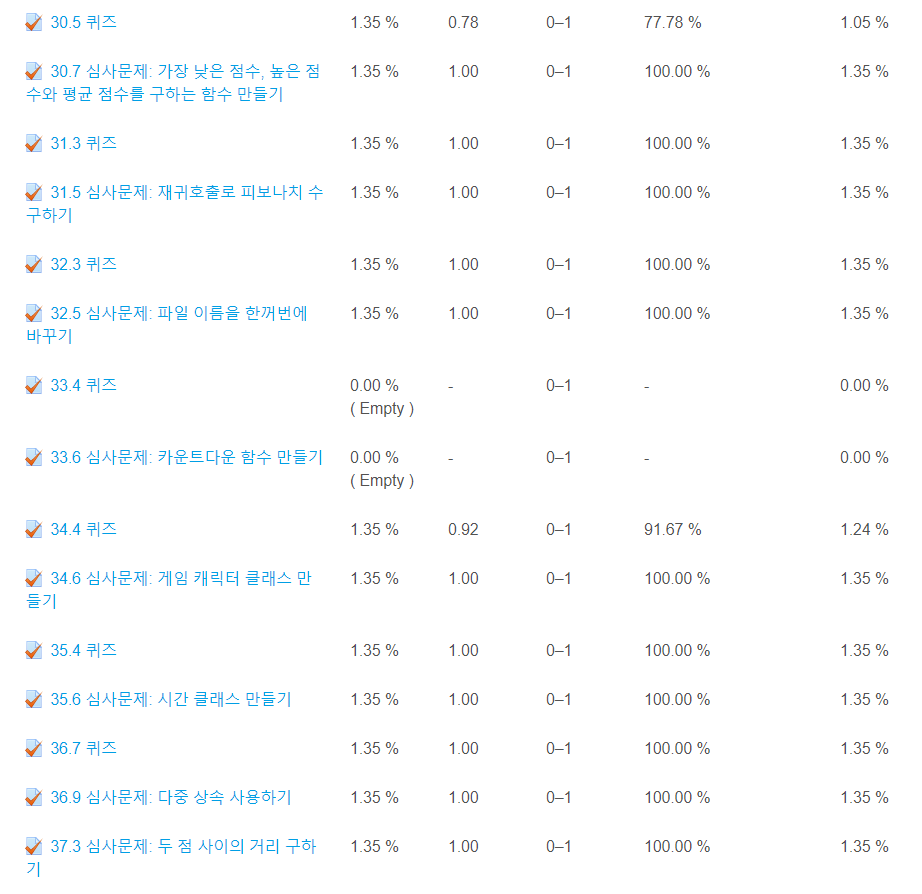 30.5 퀴즈 1.35 % 0.78 0–1 77.78 % 1.05 %
30.7 심사문제: 가장 낮은 점수, 높은 점 1.35 % 1.00 0–1 100.00 % 1.35 %
수와 평균 점수를 구하는 함수 만들기
31.3 퀴즈 1.35 % 1.00 0–1 100.00 % 1.35 %
31.5 심사문제: 재귀호출로 피보나치 수 1.35 % 1.00 0–1 100.00 % 1.35 %
구하기
32.3 퀴즈 1.35 % 1.00 0–1 100.00 % 1.35 %
32.5 심사문제: 파일 이름을 한꺼번에 1.35 % 1.00 0–1 100.00 % 1.35 %
바꾸기
33.4 퀴즈 0.00 % - 0–1 - 0.00 %
( Empty )
33.6 심사문제: 카운트다운 함수 만들기 0.00 % - 0–1 - 0.00 %
( Empty )
34.4 퀴즈 1.35 % 0.92 0–1 91.67 % 1.24 %
34.6 심사문제: 게임 캐릭터 클래스 만 1.35 % 1.00 0–1 100.00 % 1.35 %
들기
35.4 퀴즈 1.35 % 1.00 0–1 100.00 % 1.35 %
35.6 심사문제: 시간 클래스 만들기 1.35 % 1.00 0–1 100.00 % 1.35 %
36.7 퀴즈 1.35 % 1.00 0–1 100.00 % 1.35 %
36.9 심사문제: 다중 상속 사용하기 1.35 % 1.00 0–1 100.00 % 1.35 %
37.3 심사문제: 두 점 사이의 거리 구하 1.35 % 1.00 0–1 100.00 % 1.35 %
기